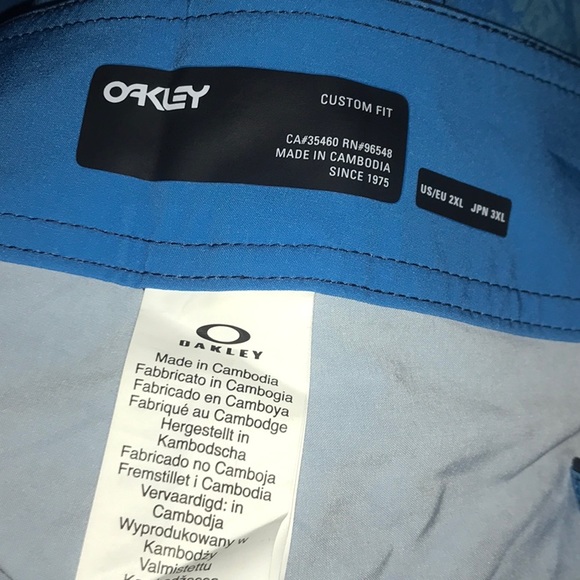 OAKLEY
CUSTOM FIT
CA#35460 RN#96548
MADE IN CAMBODIA
SINCE 1975
US/EU 2XL JPN 3XL
OAKLEY
Made in Cambodia
Fabbricato in Cambogia
Fabricado en Camboya
Fabriqué au Cambodge
Hergestellt in
Kambodscha
Fabricado no Camboja
Fremstillet i Cambodia
Vervaardigd: in
Cambodja
Wyprodukowany w
Kambodży
Valmistettu